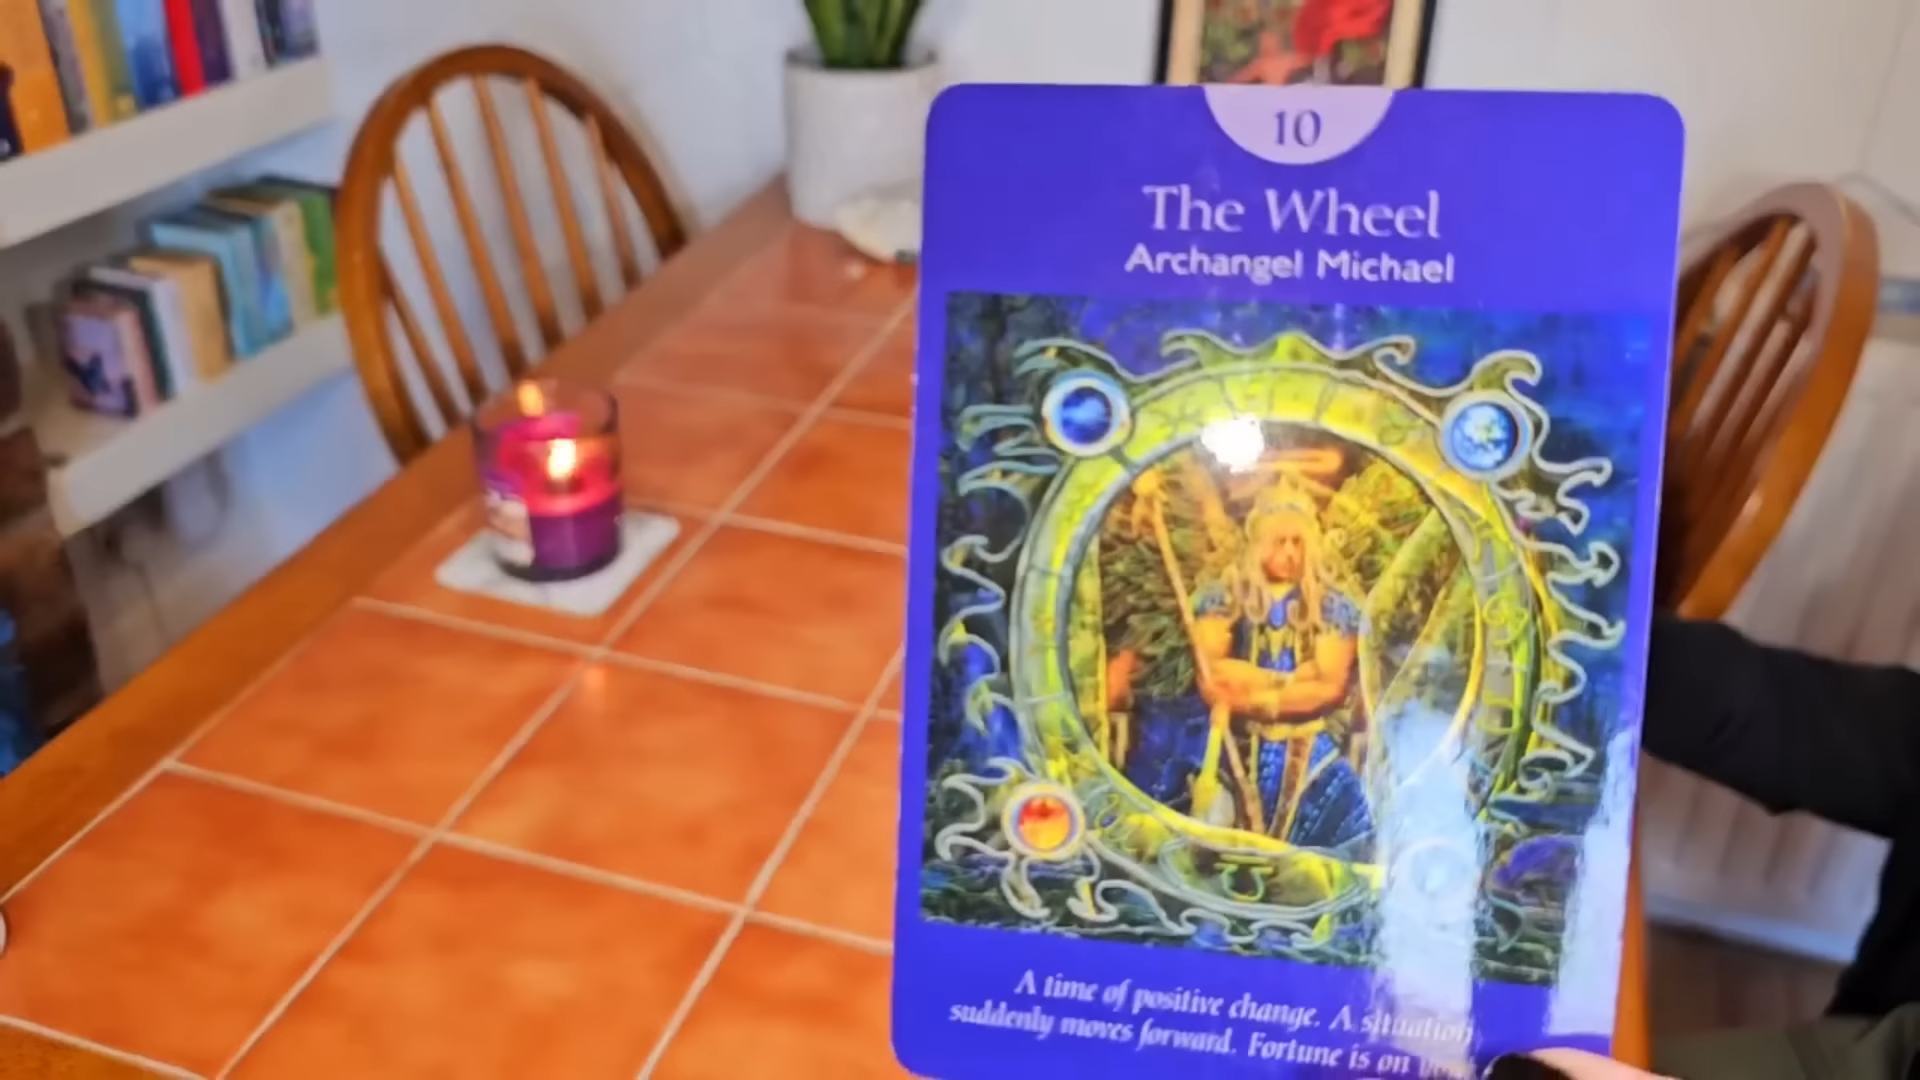 10
The Wheel
Archangel Michael
A time of positive change. A situation
suddenly moves forward. Fortune is on